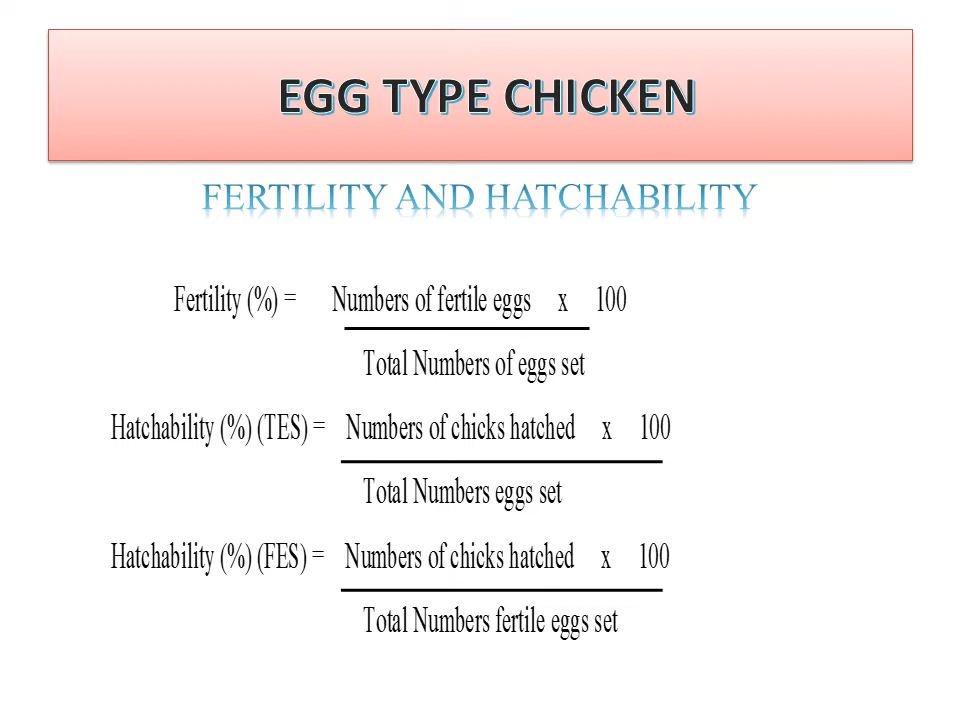 EGG TYPE CHICKEN
FERTILITY AND HATCHABILITY
Fertility (%) = Numbers of fertile eggs x 100
Total Numbers of eggs set
Hatchability (%) (TES) = Numbers of chicks hatched x 100
Total Numbers eggs set
Hatchability (%) (FES) = Numbers of chicks hatched x 100
Total Numbers fertile eggs set